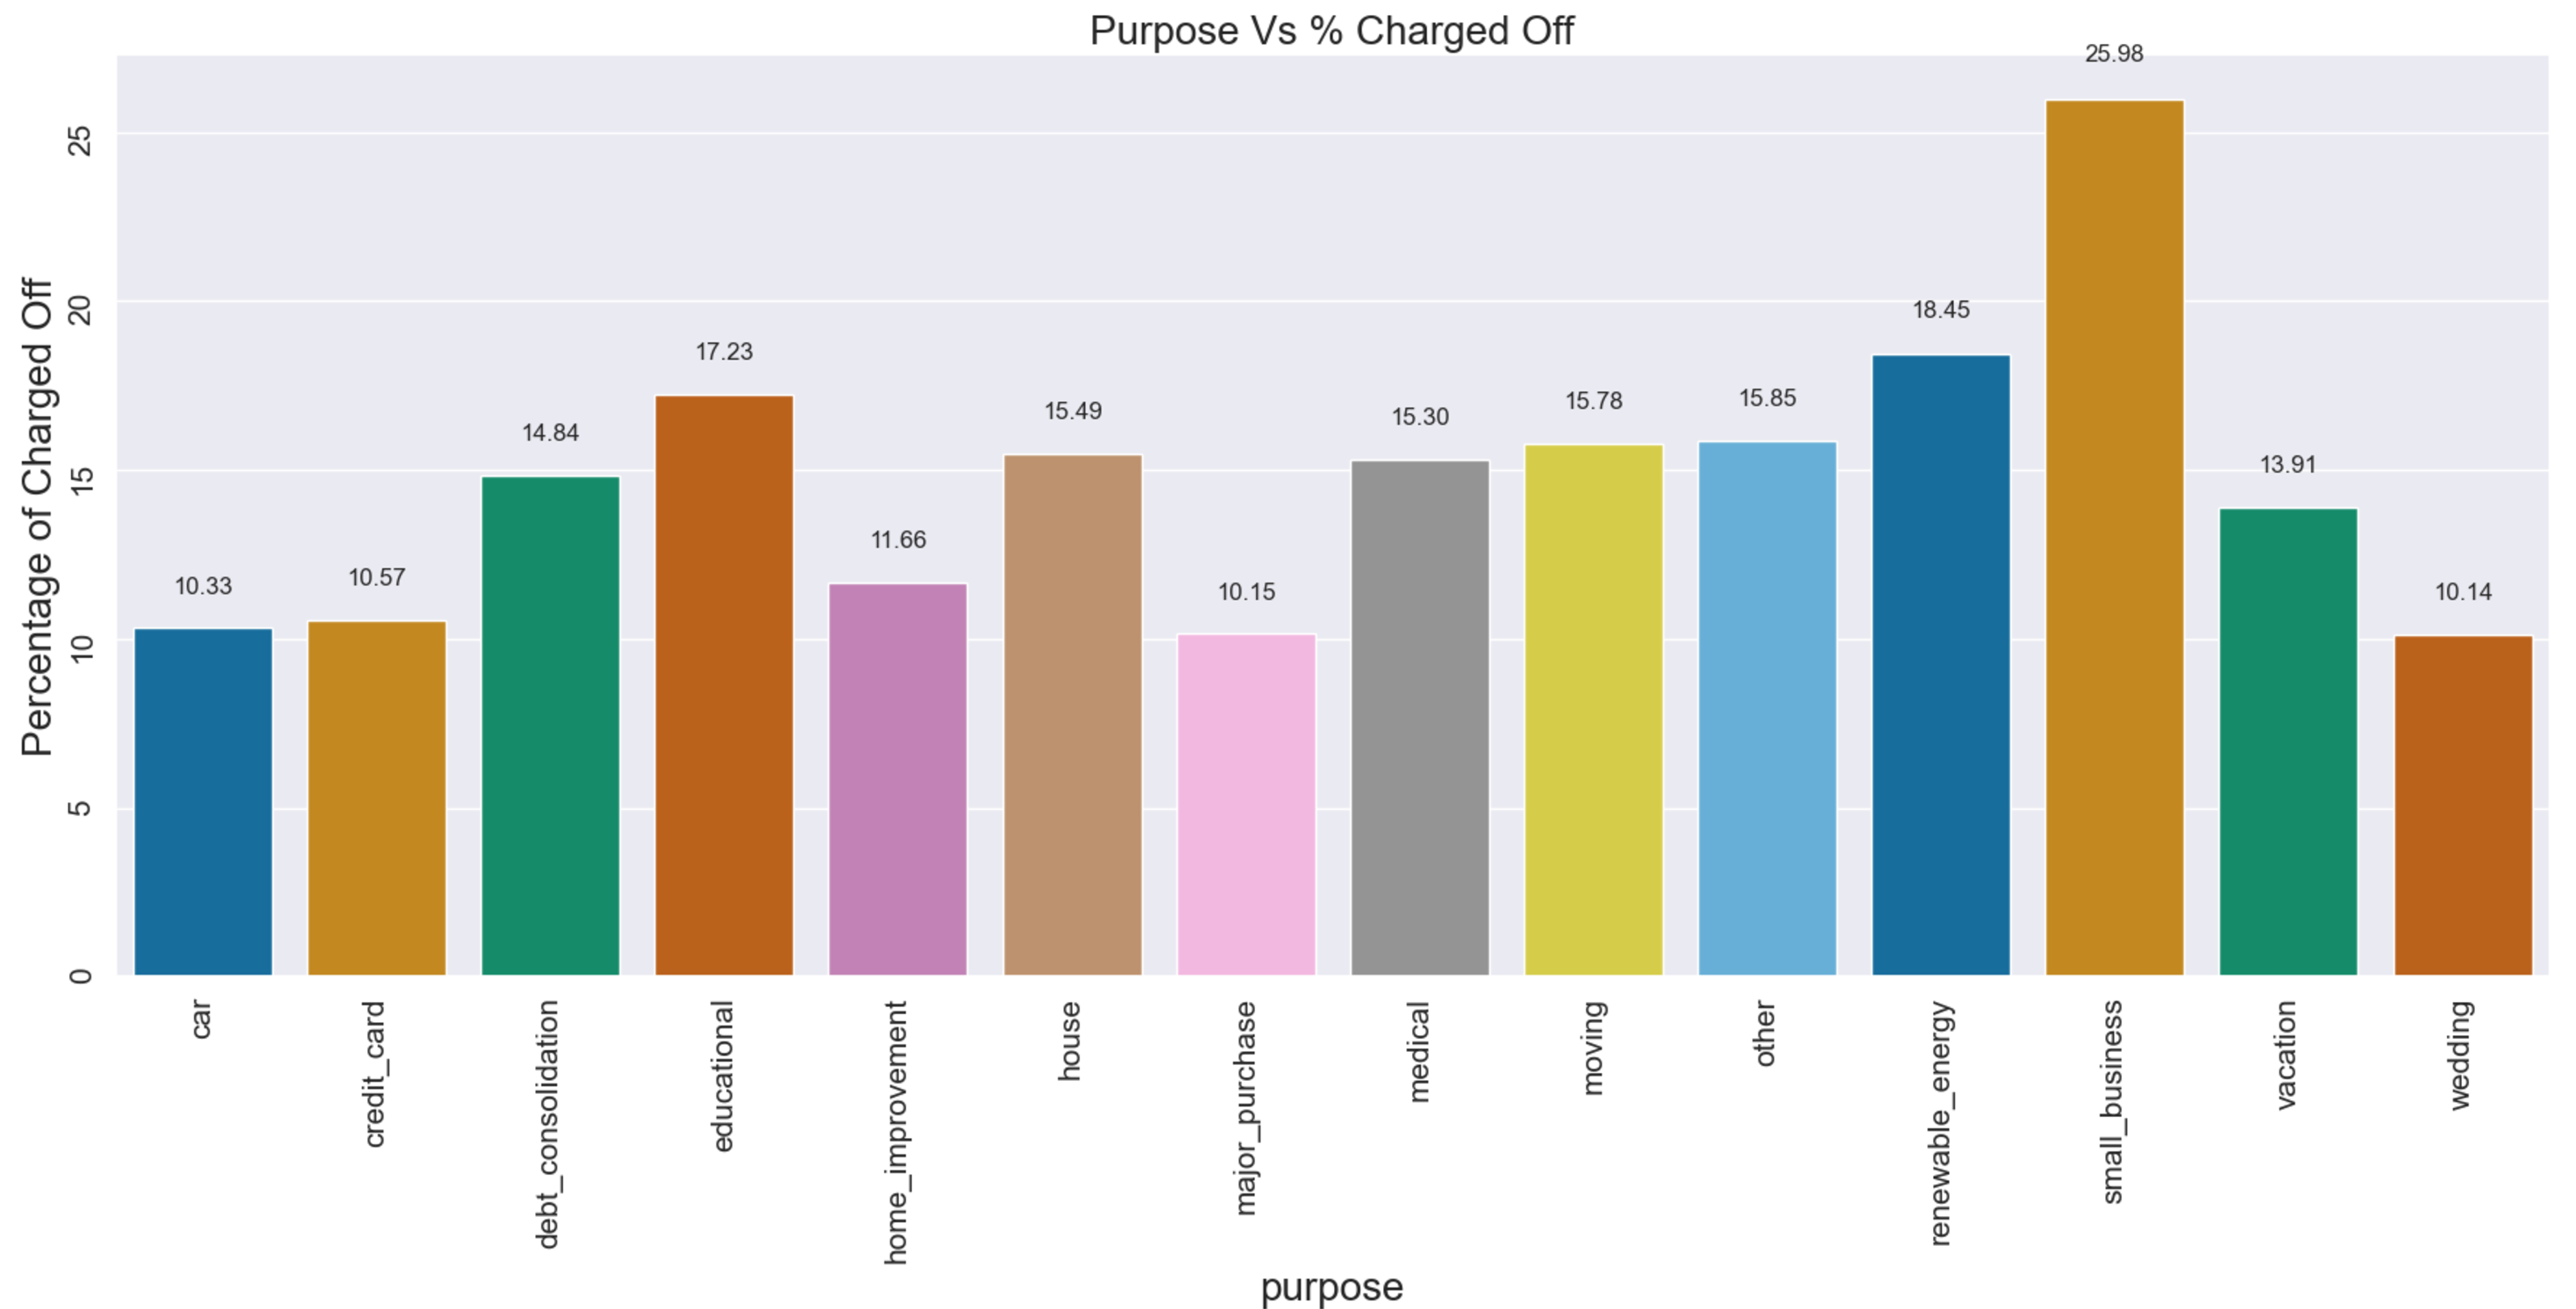 Purpose Vs % Charged Off
Percentage of Charged Off
25
20
15
10
5
0
10.33
10.57
14.84
17.23
11.66
15.49
10.15
15.30
15.78
15.85
18.45
25.98
13.91
10.14
car
credit_card
debt_consolidation
educational
home_improvement
house
major_purchase
medical
moving
other
renewable_energy
small_business
vacation
wedding
purpose